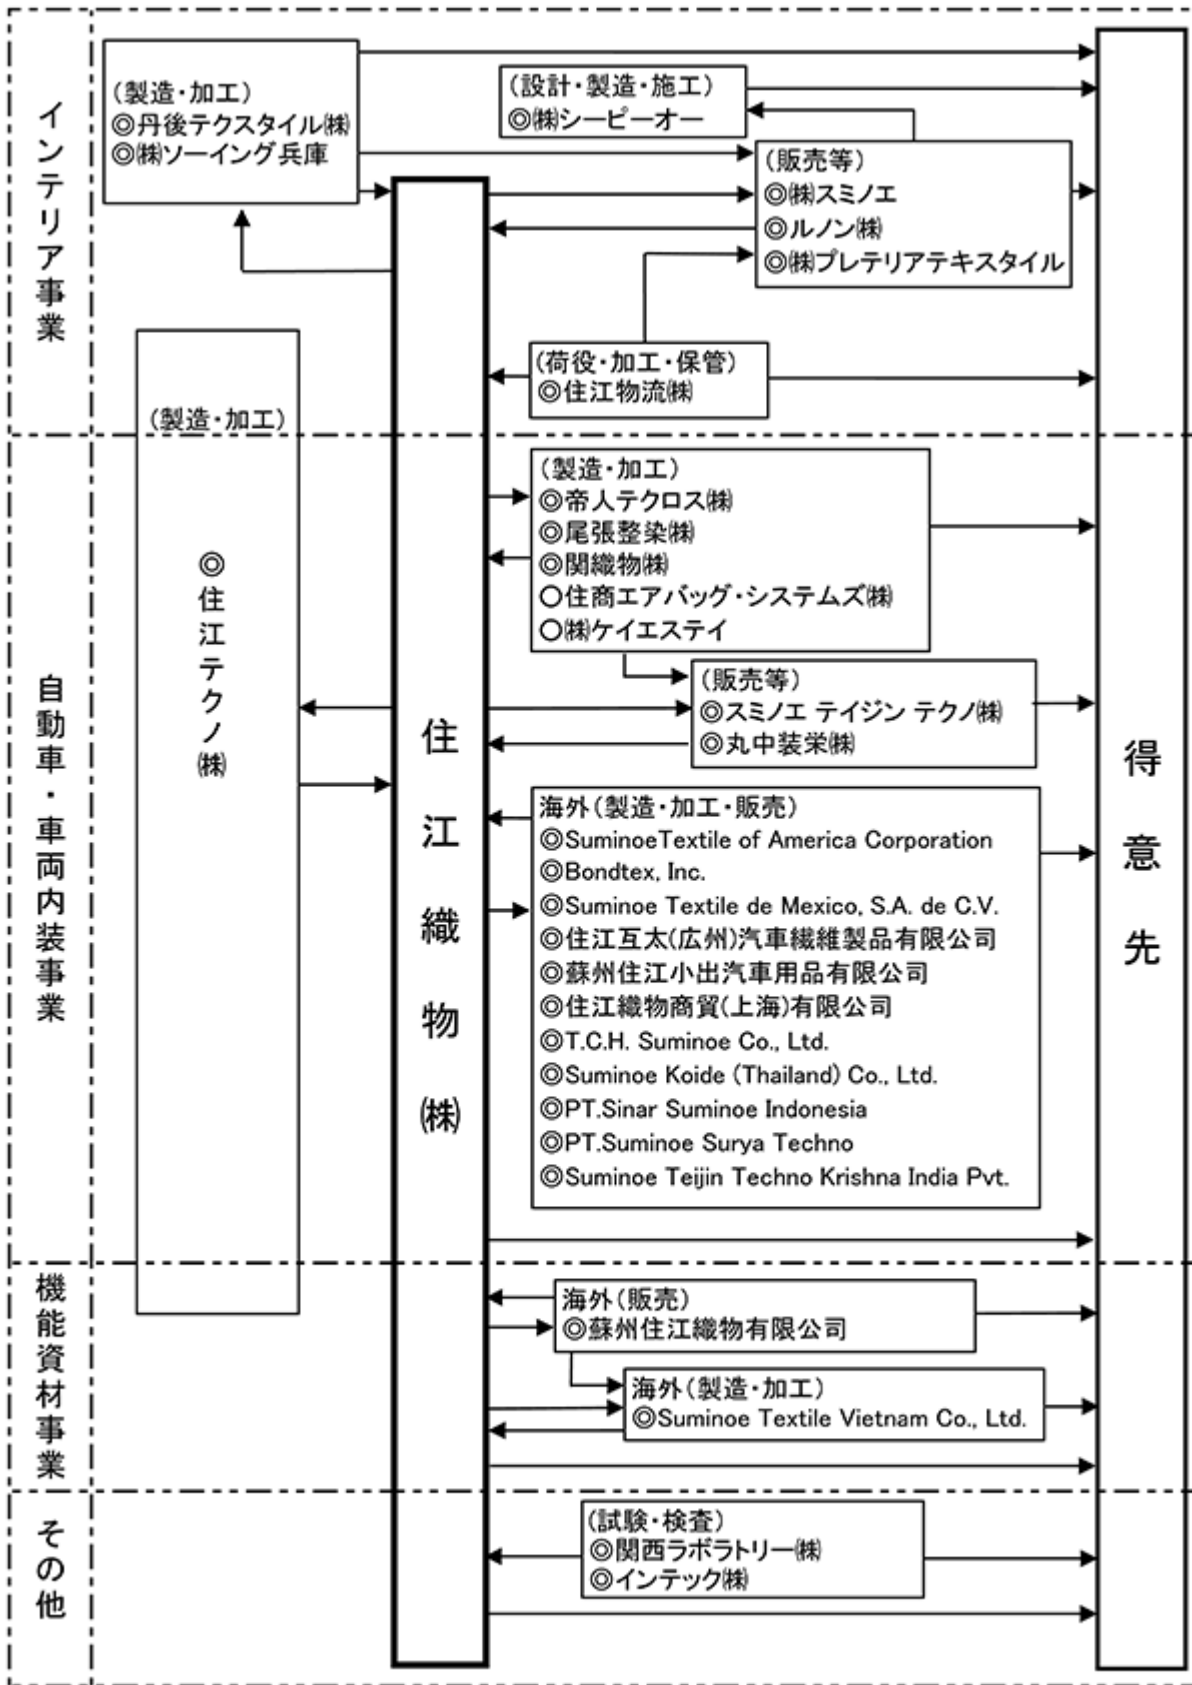 インテリア事業
(製造・加工)
◎丹後テクスタイル㈱
◎㈱ソーイング兵庫
(設計・製造・施工)
◎㈱シーピーオー
(販売等)
◎㈱スミノエ
◎ルノン㈱
◎㈱プレテリアテキスタイル
(荷役・加工・保管)
◎住江物流㈱
(製造・加工)
◎住江テクノ㈱
住江織物㈱
得意先
自動車・車両内装事業
(製造・加工)
◎帝人テクロス㈱
◎尾張整染㈱
◎関織物㈱
○住商エアバッグ・システムズ㈱
○㈱ケイエステイ
(販売等)
◎スミノエ テイジン テクノ㈱
◎丸中装栄㈱
海外(製造・加工・販売)
◎SuminoeTextile of America Corporation
◎Bondtex, Inc.
◎Suminoe Textile de Mexico, S.A. de C.V.
◎住江互太(広州)汽車繊維製品有限公司
◎蘇州住江小出汽車用品有限公司
◎住江織物商貿(上海)有限公司
◎T.C.H. Suminoe Co., Ltd.
◎Suminoe Koide (Thailand) Co., Ltd.
◎PT.Sinar Suminoe Indonesia
◎PT.Suminoe Surya Techno
◎Suminoe Teijin Techno Krishna India Pvt.
機能資材事業
海外(販売)
◎蘇州住江織物有限公司
海外(製造・加工)
◎Suminoe Textile Vietnam Co., Ltd.
その他
(試験・検査)
◎関西ラボラトリー㈱
◎インテック㈱